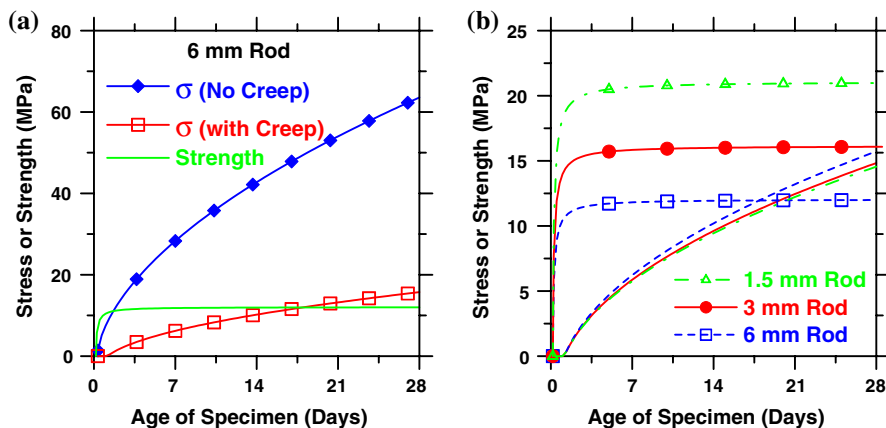 (a)
80
60
40
20
0
0 7 14 21 28
Stress or Strength (MPa)
Age of Specimen (Days)
6 mm Rod
σ (No Creep)
σ (with Creep)
Strength
(b)
25
20
15
10
5
0
0 7 14 21 28
Stress or Strength (MPa)
Age of Specimen (Days)
1.5 mm Rod
3 mm Rod
6 mm Rod